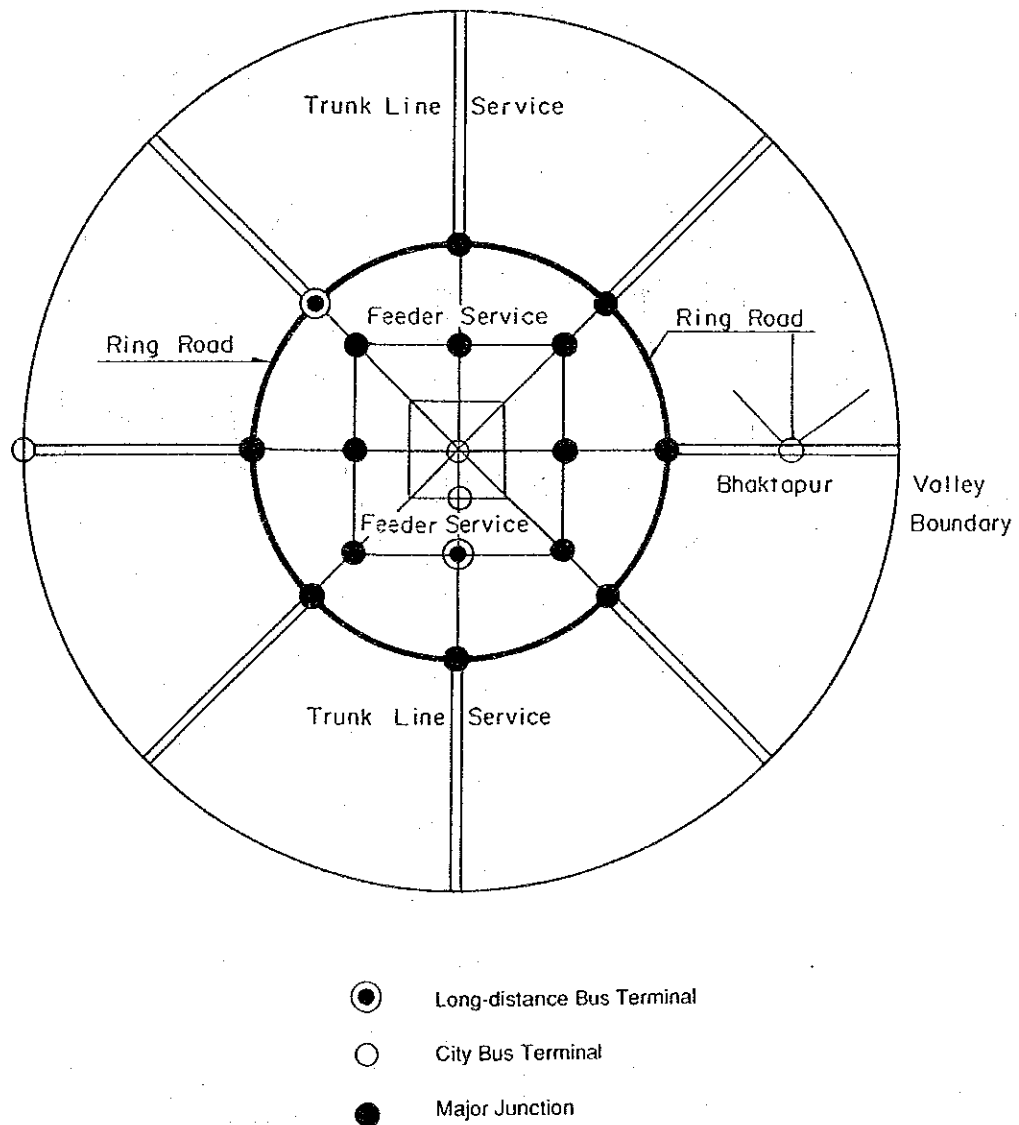 Trunk Line Service
Feeder Service
Ring Road
Ring Road
Bhaktapur
Valley
Boundary
Feeder Service
Trunk Line Service
Long-distance Bus Terminal
City Bus Terminal
Major Junction